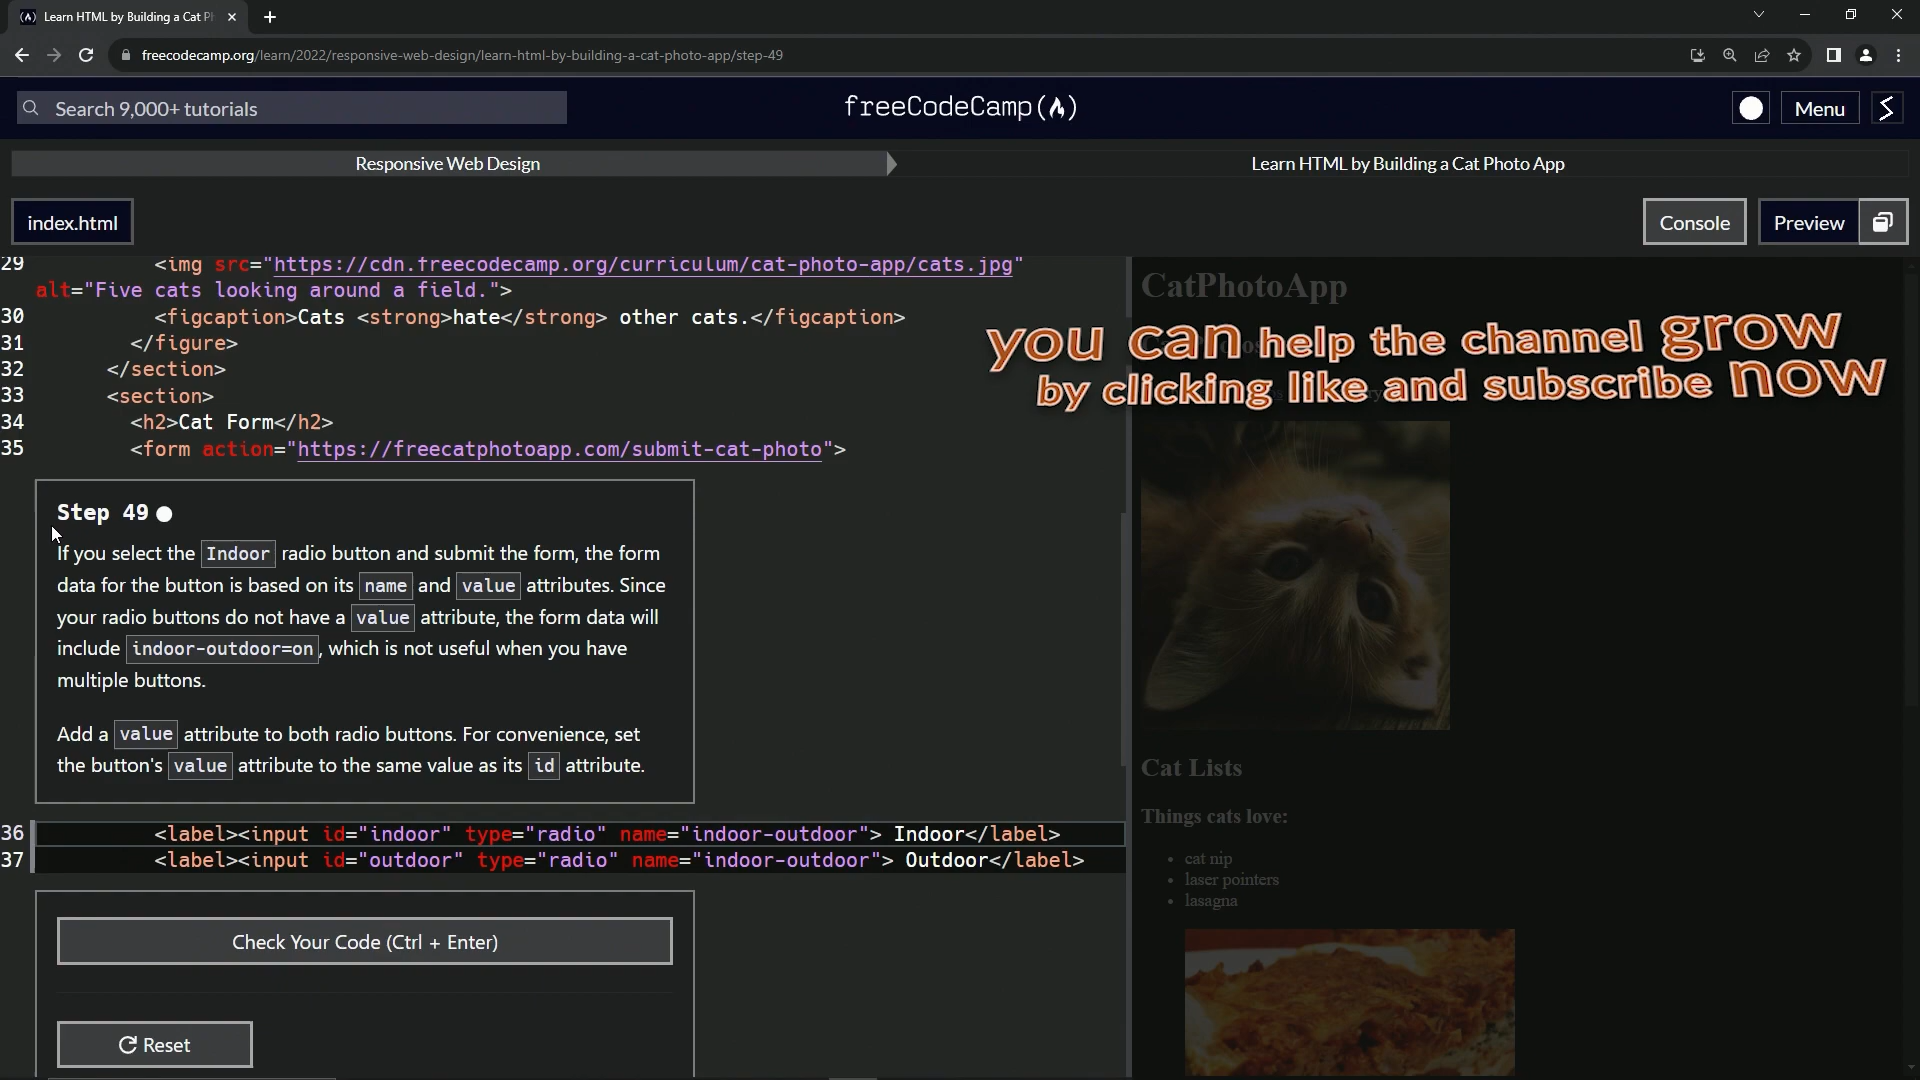 Learn HTML by Building a Cat Ph
freecodecamp.org/learn/2022/responsive-web-design/learn-html-by-building-a-cat-photo-app/step-49
Search 9,000+ tutorials
freeCodeCamp
Menu
Responsive Web Design
Learn HTML by Building a Cat Photo App
index.html
Console
Preview
29 <img src="https://cdn.freecodecamp.org/curriculum/cat-photo-app/cats.jpg"
alt="Five cats looking around a field.">
30 <figcaption>Cats <strong>hate</strong> other cats.</figcaption>
31 </figure>
32 </section>
33 <section>
34 <h2>Cat Form</h2>
35 <form action="https://freecatphotoapp.com/submit-cat-photo">
Step 49
If you select the Indoor radio button and submit the form, the form
data for the button is based on its name and value attributes. Since
your radio buttons do not have a value attribute, the form data will
include indoor-outdoor=on, which is not useful when you have
multiple buttons.
Add a value attribute to both radio buttons. For convenience, set
the button's value attribute to the same value as its id attribute.
36 <label><input id="indoor" type="radio" name="indoor-outdoor"> Indoor</label>
37 <label><input id="outdoor" type="radio" name="indoor-outdoor"> Outdoor</label>
Check Your Code (Ctrl + Enter)
Reset
CatPhotoApp
you can help the channel grow
by clicking like and subscribe now
Cat Lists
Things cats love:
cat nip
laser pointers
lasagna